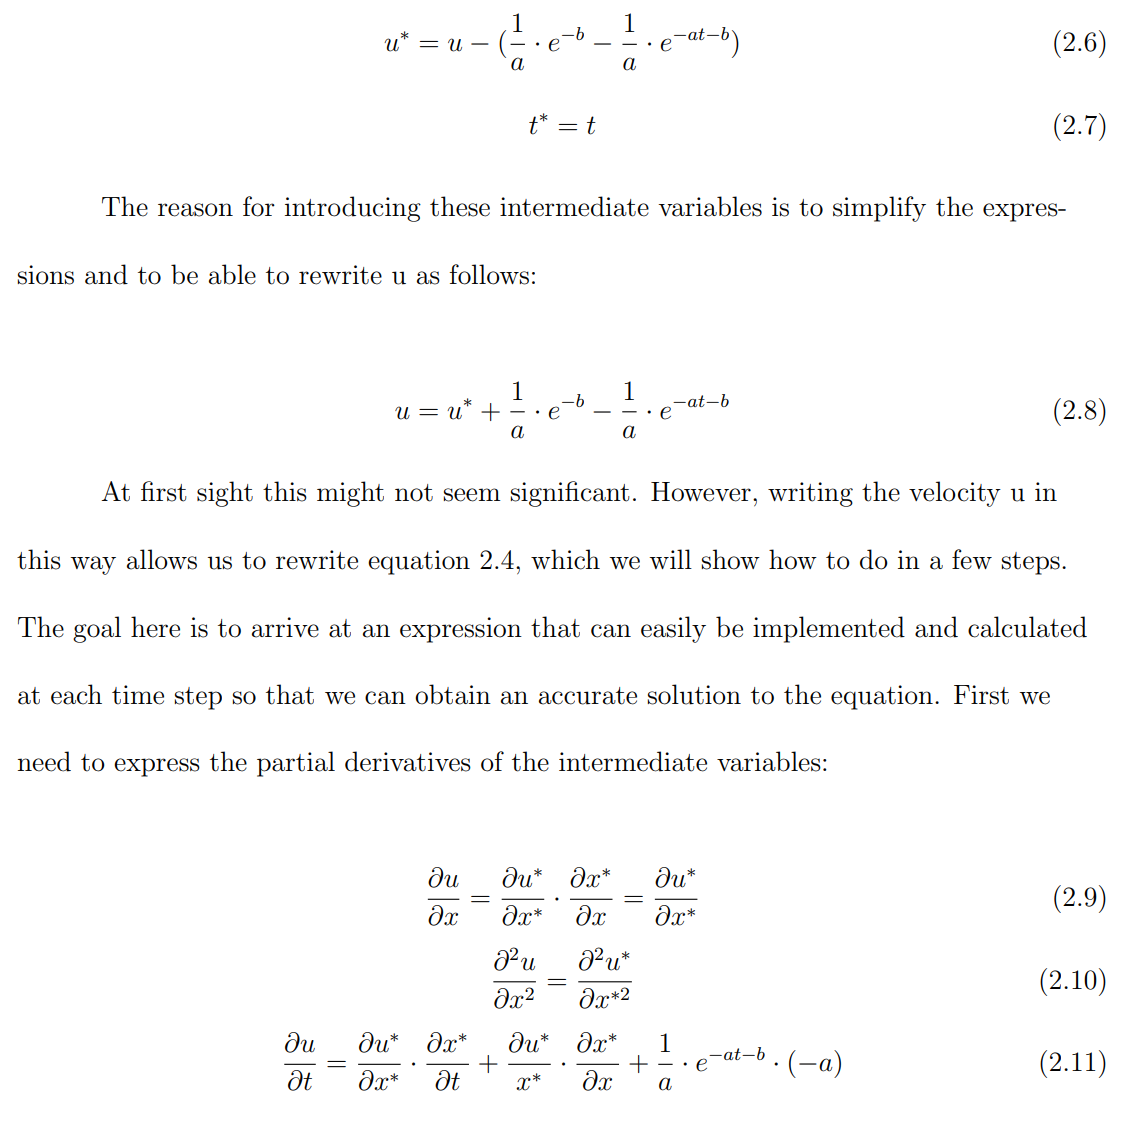 u* = u − (1/a · e^{−b} − 1/a · e^{−at−b}) (2.6)
t* = t (2.7)
The reason for introducing these intermediate variables is to simplify the expres-
sions and to be able to rewrite u as follows:
u = u* + 1/a · e^{−b} − 1/a · e^{−at−b} (2.8)
At first sight this might not seem significant. However, writing the velocity u in
this way allows us to rewrite equation 2.4, which we will show how to do in a few steps.
The goal here is to arrive at an expression that can easily be implemented and calculated
at each time step so that we can obtain an accurate solution to the equation. First we
need to express the partial derivatives of the intermediate variables:
∂u/∂x = ∂u*/∂x* · ∂x*/∂x = ∂u*/∂x* (2.9)
∂²u/∂x² = ∂²u*/∂x*² (2.10)
∂u/∂t = ∂u*/∂x* · ∂x*/∂t + ∂u*/x* · ∂x*/∂x + 1/a · e^{−at−b} · (−a) (2.11)